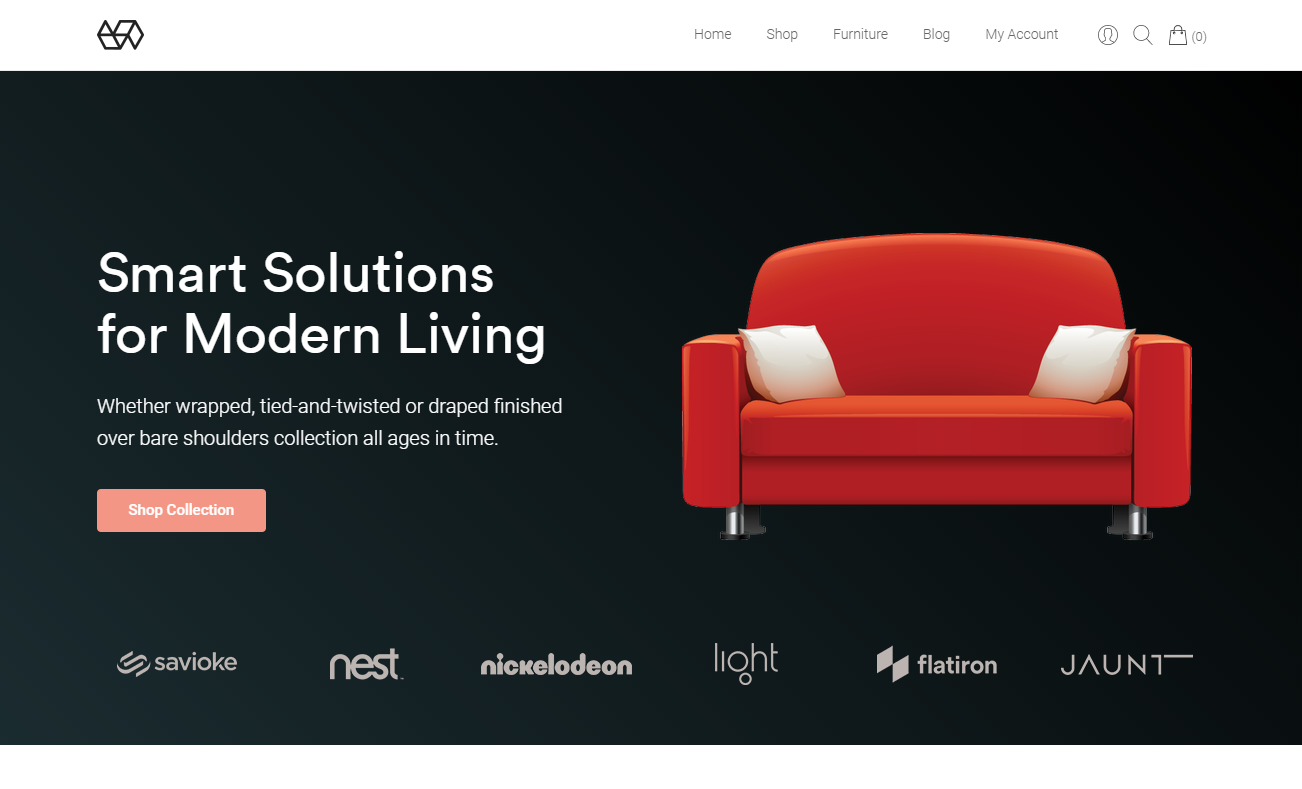 Home Shop Furniture Blog My Account (0)
Smart Solutions
for Modern Living
Whether wrapped, tied-and-twisted or draped finished
over bare shoulders collection all ages in time.
Shop Collection
savioke nest nickelodeon light flatiron JAUNT